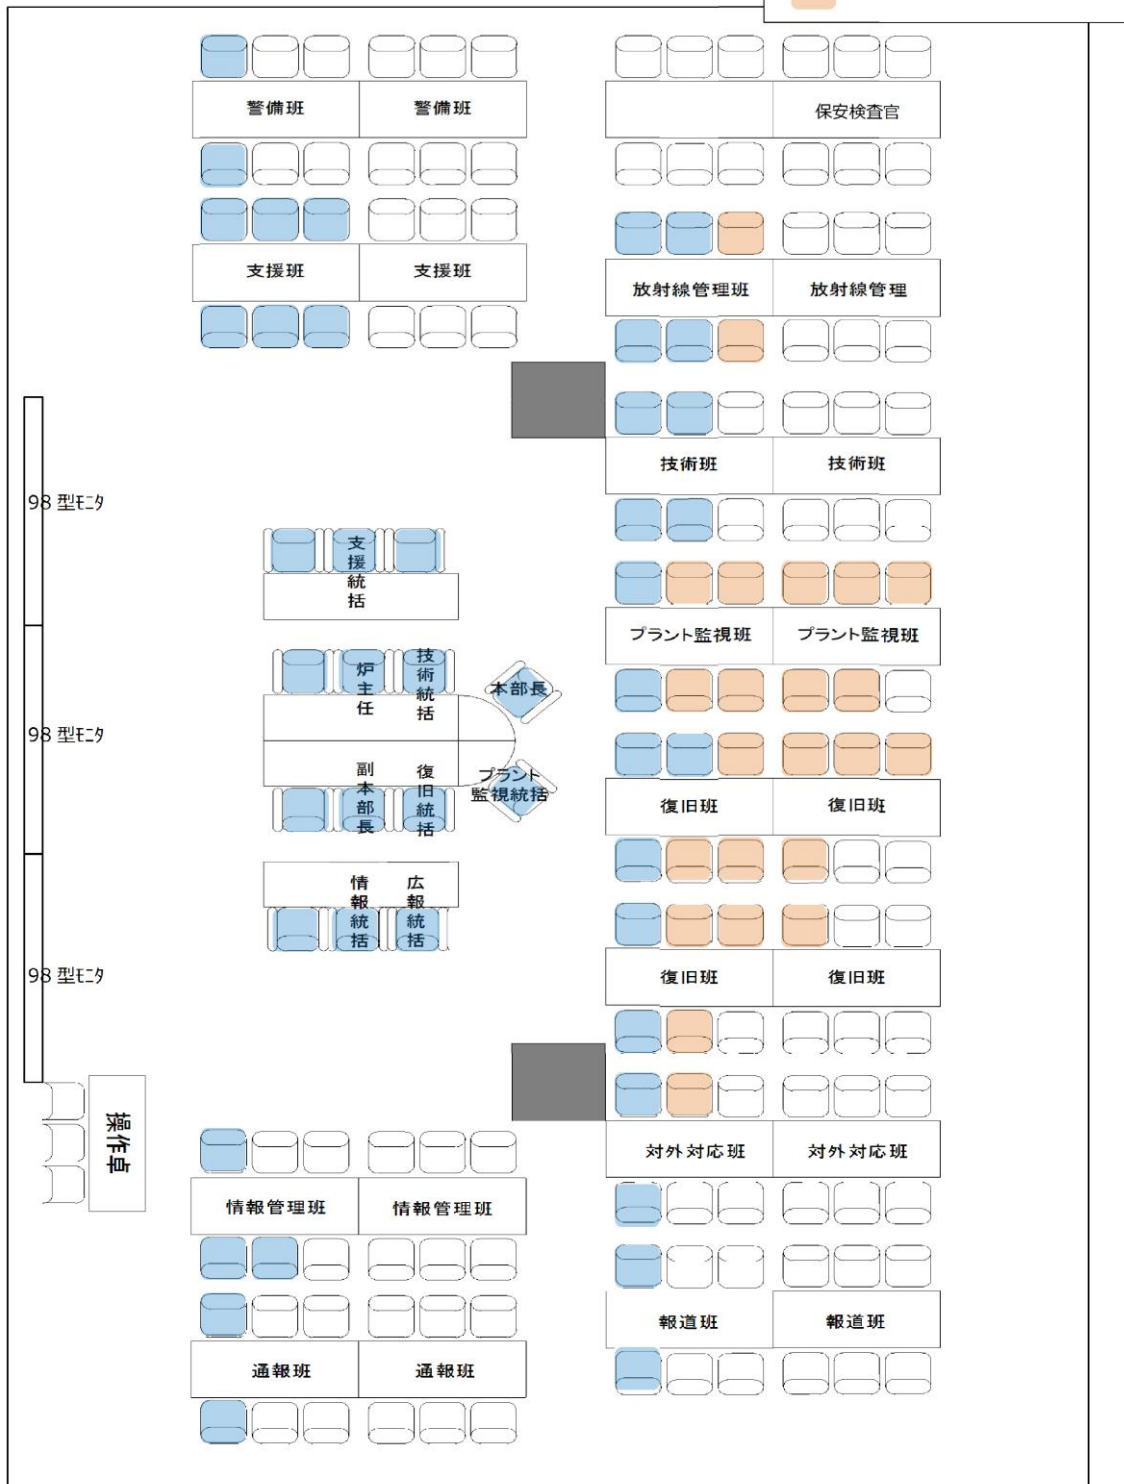 警備班
警備班
保安検査官
支援班
支援班
放射線管理班
放射線管理
技術班
技術班
98 型モニタ
支援統括
プラント監視班
プラント監視班
炉主任
技術統括
本部長
98 型モニタ
副本部長
復旧統括
プラント
監視統括
復旧班
復旧班
情報統括
広報統括
98 型モニタ
復旧班
復旧班
操作卓
対外対応班
対外対応班
情報管理班
情報管理班
報道班
報道班
通報班
通報班